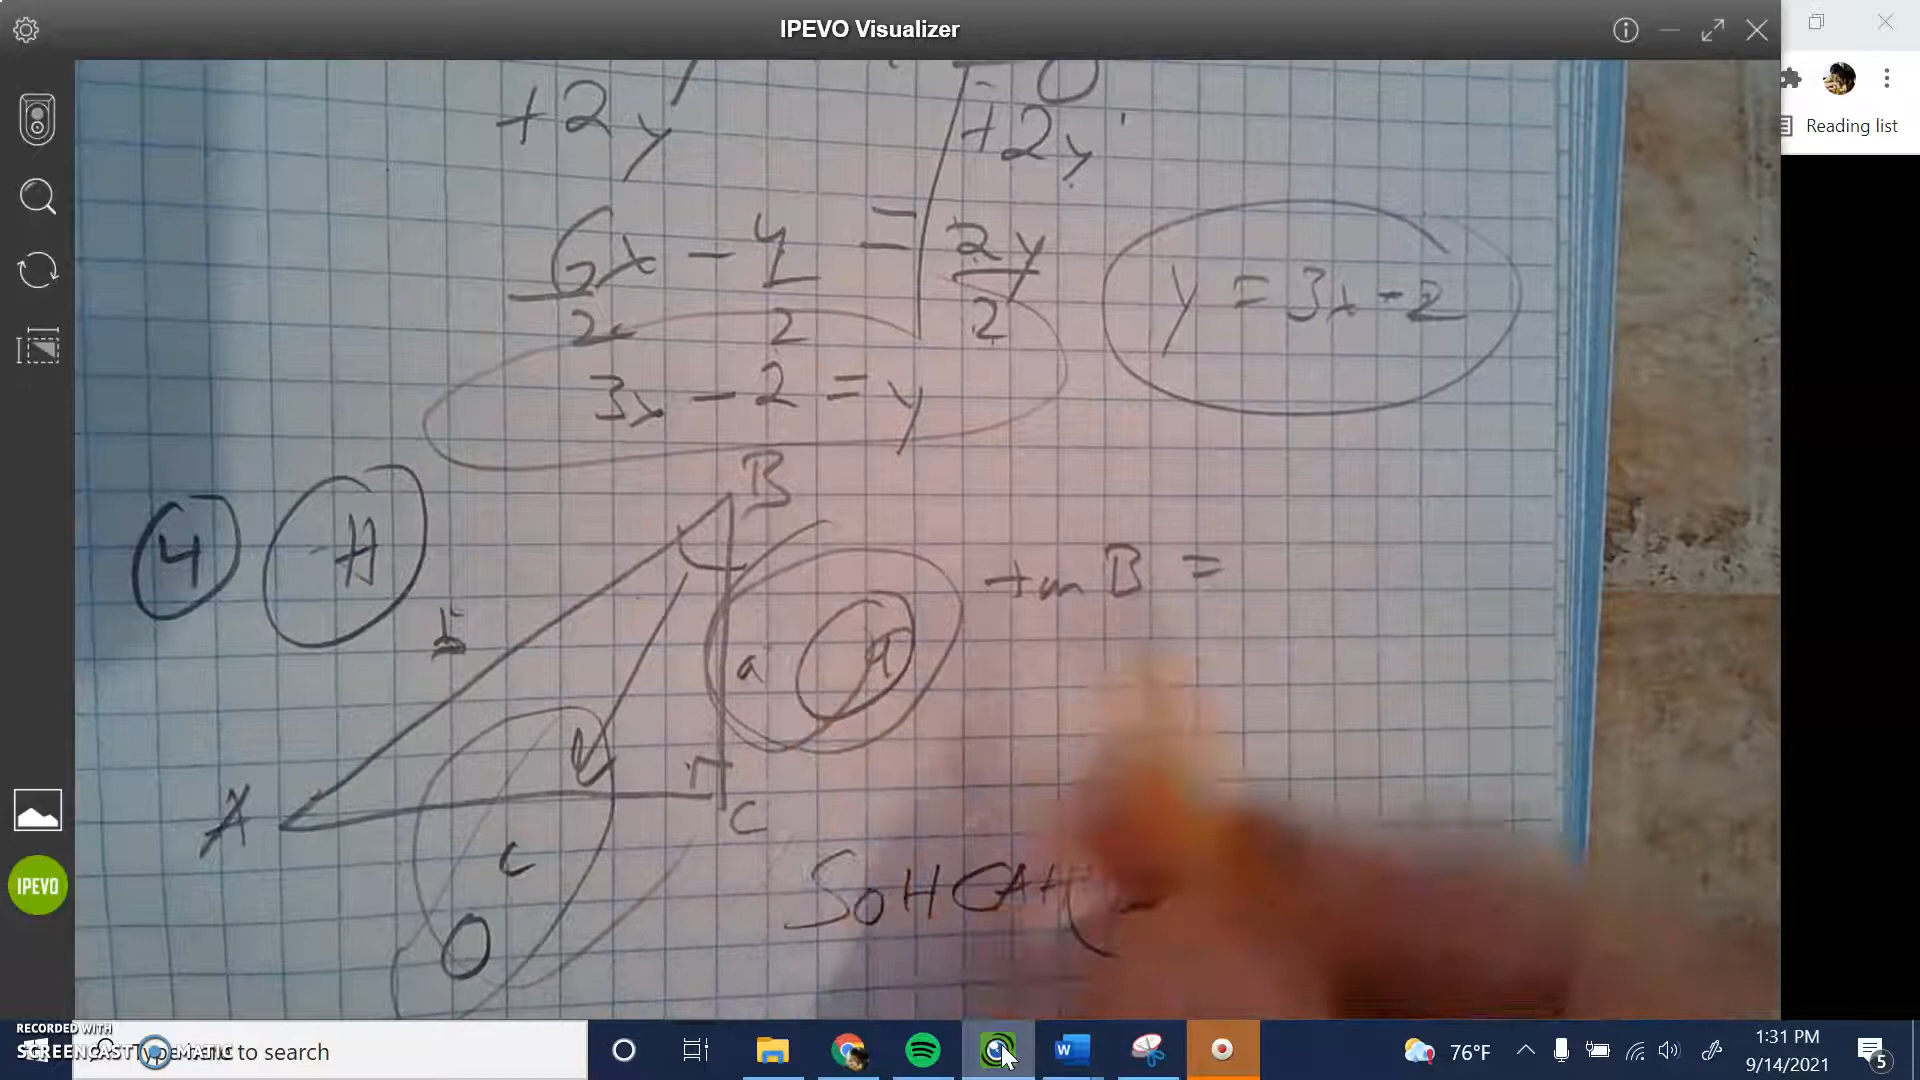 IPEVO Visualizer
Reading list
+2y
+2y
6x - 4 = 2y
2 2 2
y = 3x - 2
3x - 2 = y
4 A
B
tan B =
a A
A
C
c
O
SOHCAH
IPEVO
RECORDED WITH
SCREENCAST MATIC
to search
76°F
1:31 PM
9/14/2021
5